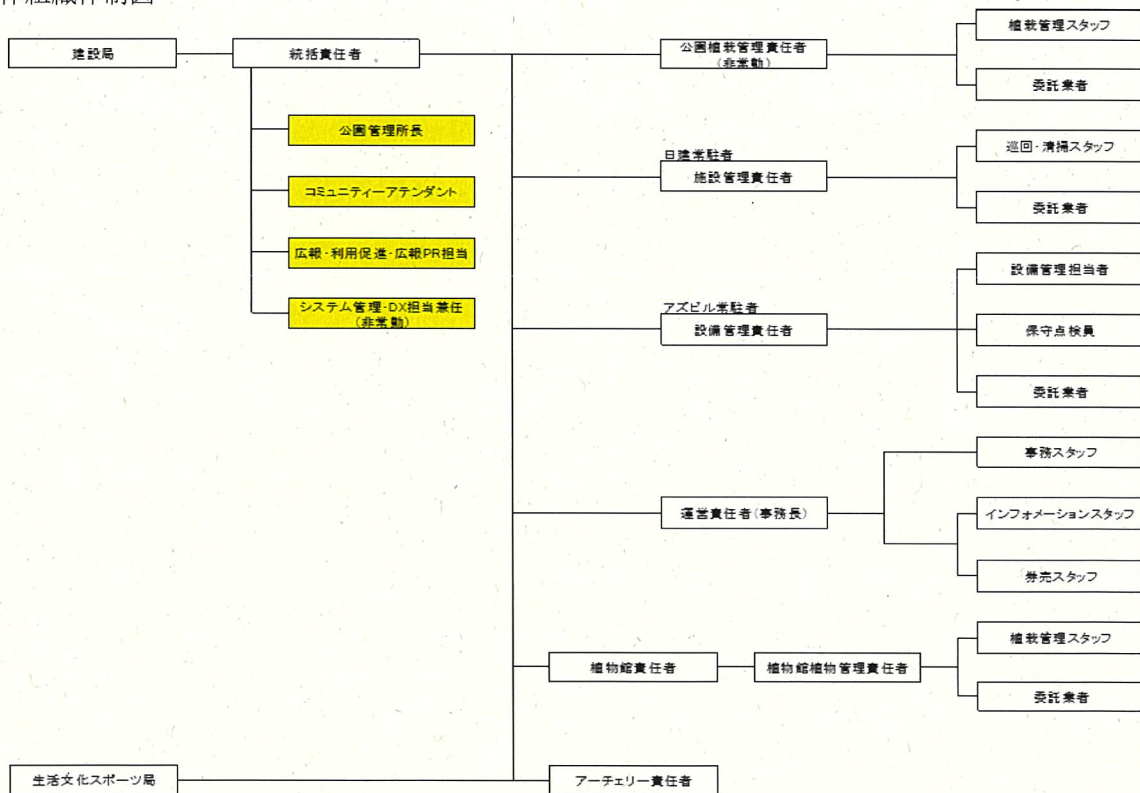 建設局
統括責任者
公園管理所長
コミュニティーアテンダント
広報・利用促進・広報PR担当
システム管理・DX担当兼任
(非常勤)
公園植栽管理責任者
(非常勤)
植栽管理スタッフ
委託業者
日建常駐者
施設管理責任者
巡回・清掃スタッフ
委託業者
アズビル常駐者
設備管理責任者
設備管理担当者
保守点検員
委託業者
運営責任者(事務長)
事務スタッフ
インフォメーションスタッフ
券売スタッフ
植物館責任者
植物館植物管理責任者
植栽管理スタッフ
委託業者
生活文化スポーツ局
アーチェリー責任者